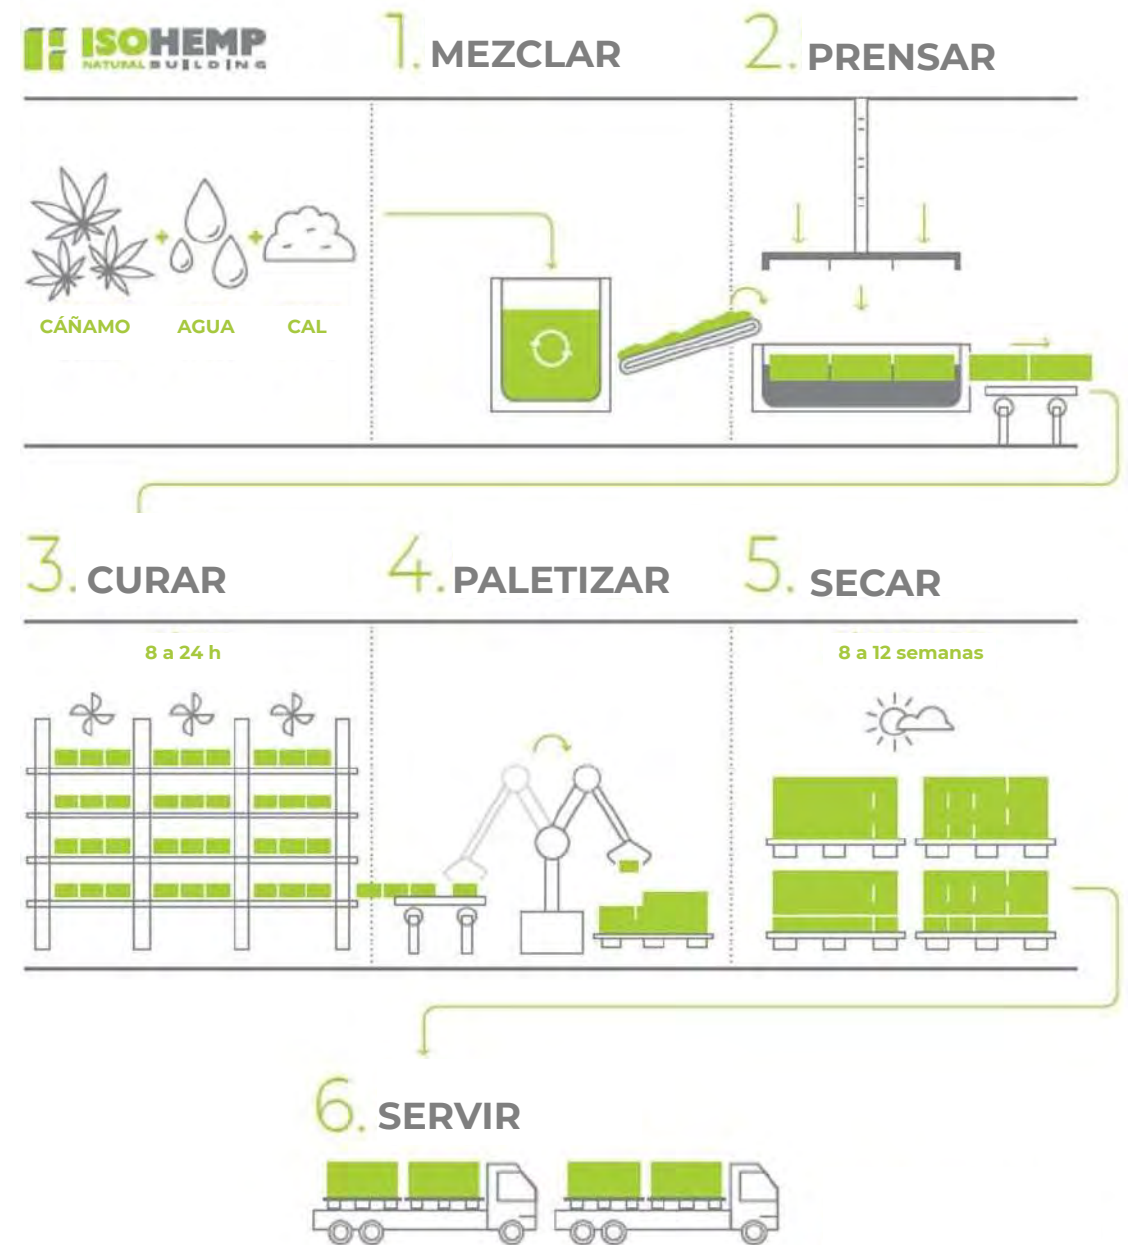 ISOHEMP
NATURAL BUILDING
1. MEZCLAR
2. PRENSAR
CÁÑAMO
AGUA
CAL
3. CURAR
4. PALETIZAR
5. SECAR
8 a 24 h
8 a 12 semanas
6. SERVIR